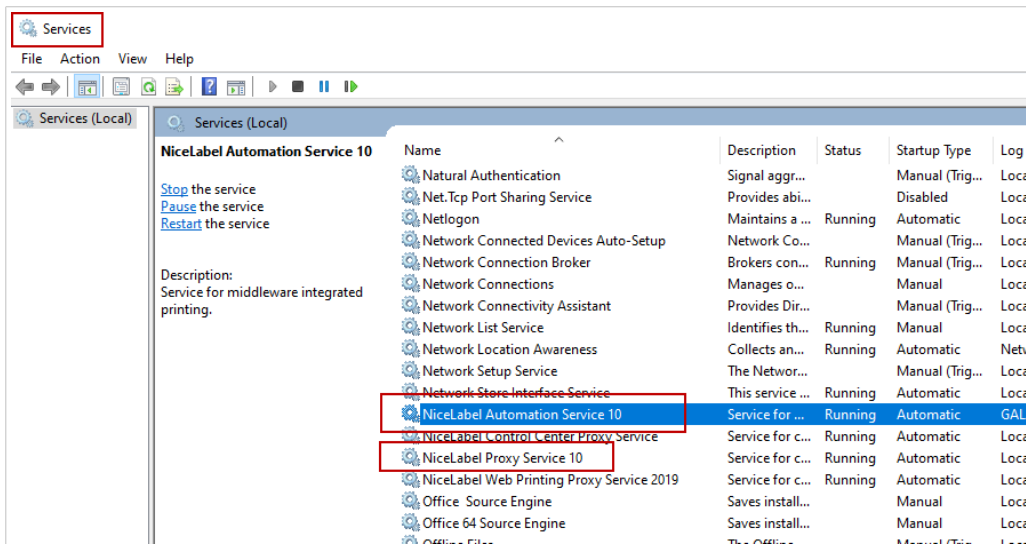 Services
File Action View Help
Services (Local)
Services (Local)
NiceLabel Automation Service 10
Stop the service
Pause the service
Restart the service
Description:
Service for middleware integrated
printing.
Name Description Status Startup Type Log
Natural Authentication Signal aggr... Manual (Trig... Loca
Net.Tcp Port Sharing Service Provides abi... Disabled Loca
Netlogon Maintains a ... Running Automatic Loca
Network Connected Devices Auto-Setup Network Co... Manual (Trig... Loca
Network Connection Broker Brokers con... Running Manual (Trig... Loca
Network Connections Manages o... Manual Loca
Network Connectivity Assistant Provides Dir... Manual (Trig... Loca
Network List Service Identifies th... Running Manual Loca
Network Location Awareness Collects an... Running Automatic Netw
Network Setup Service The Networ... Manual (Trig... Loca
Network Store Interface Service This service ... Running Automatic Loca
NiceLabel Automation Service 10 Service for ... Running Automatic GAL
NiceLabel Control Center Proxy Service Service for c... Running Automatic Loca
NiceLabel Proxy Service 10 Service for c... Running Automatic Loca
NiceLabel Web Printing Proxy Service 2019 Service for c... Running Automatic Loca
Office Source Engine Saves install... Manual Loca
Office 64 Source Engine Saves install... Manual Loca
Offline Files The Offline ... Manual (Trig... Loca